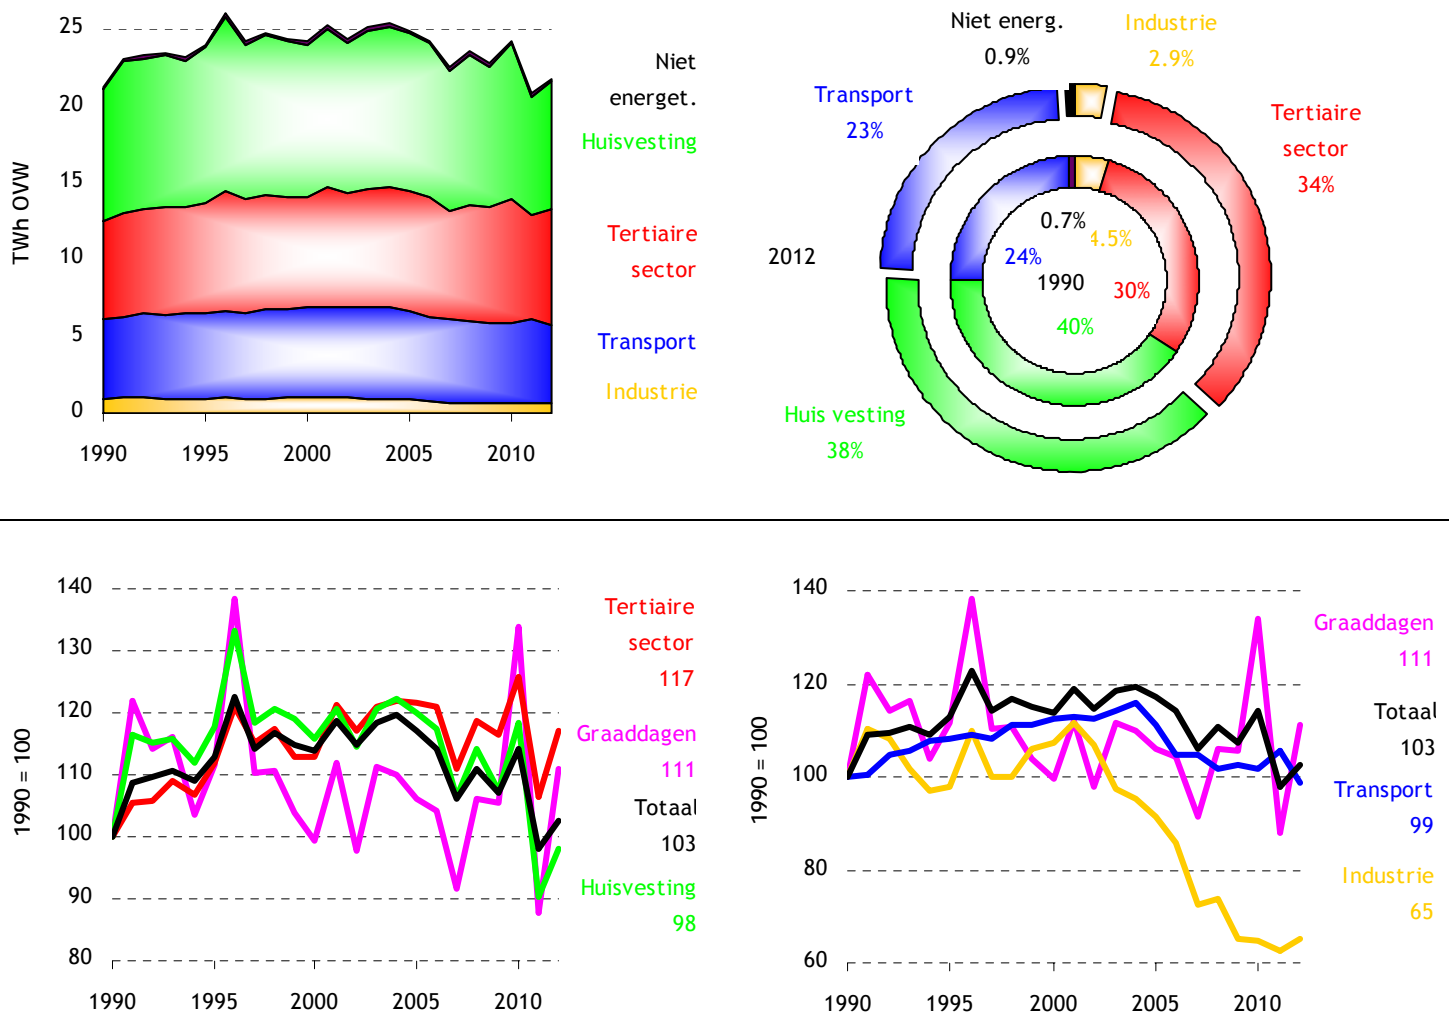 25
20
15
10
5
0
TWh OVW
1990
1995
2000
2005
2010
Niet
energet.
Huisvesting
Tertiaire
sector
Transport
Industrie
Niet energ.
0.9%
Industrie
2.9%
Transport
23%
Tertiaire
sector
34%
2012
0.7%
4.5%
24%
1990
30%
40%
Huis vesting
38%
140
130
120
110
100
90
80
1990 = 100
1990
1995
2000
2005
2010
Tertiaire
sector
117
Graaddagen
111
Totaal
103
Huisvesting
98
140
120
100
80
60
1990 = 100
1990
1995
2000
2005
2010
Graaddagen
111
Totaal
103
Transport
99
Industrie
65